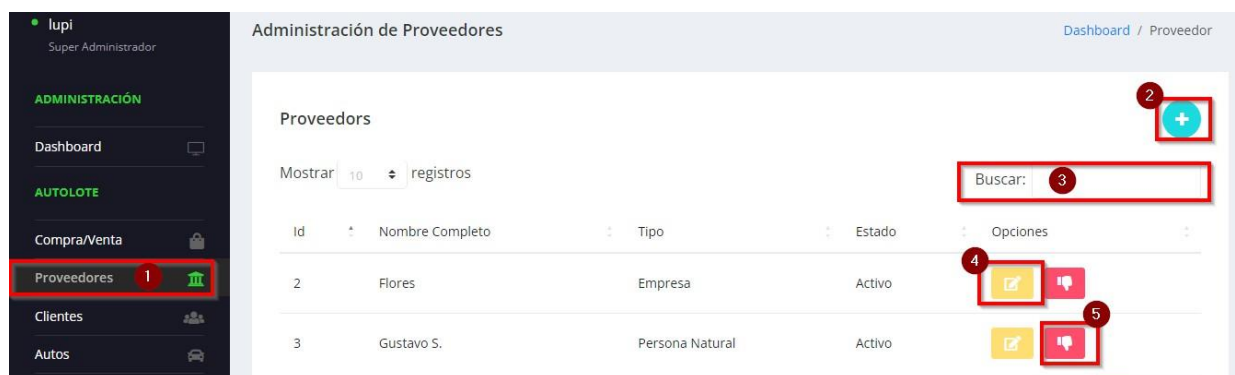 lupi
Super Administrador
ADMINISTRACIÓN
Dashboard
AUTOLOTE
Compra/Venta
Proveedores 1
Clientes
Autos
Administración de Proveedores
Dashboard / Proveedor
Proveedors
2
+
Mostrar 10 registros
Buscar: 3
Id Nombre Completo Tipo Estado Opciones
4
2 Flores Empresa Activo
5
3 Gustavo S. Persona Natural Activo